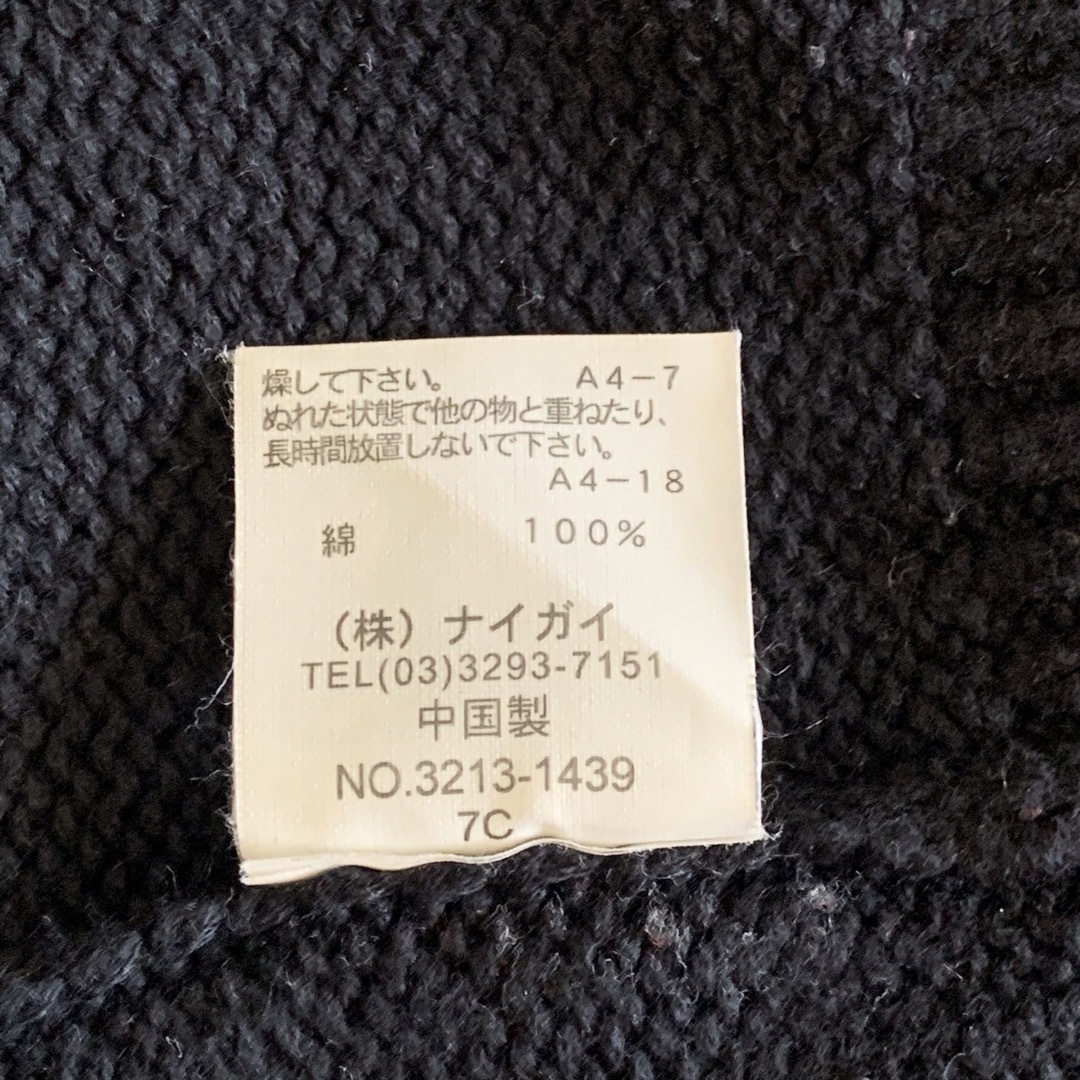 燥して下さい。 A4-7
ぬれた状態で他の物と重ねたり、
長時間放置しないで下さい。
A4-18
綿 100%
(株) ナイガイ
TEL(03)3293-7151
中国製
NO.3213-1439
7C